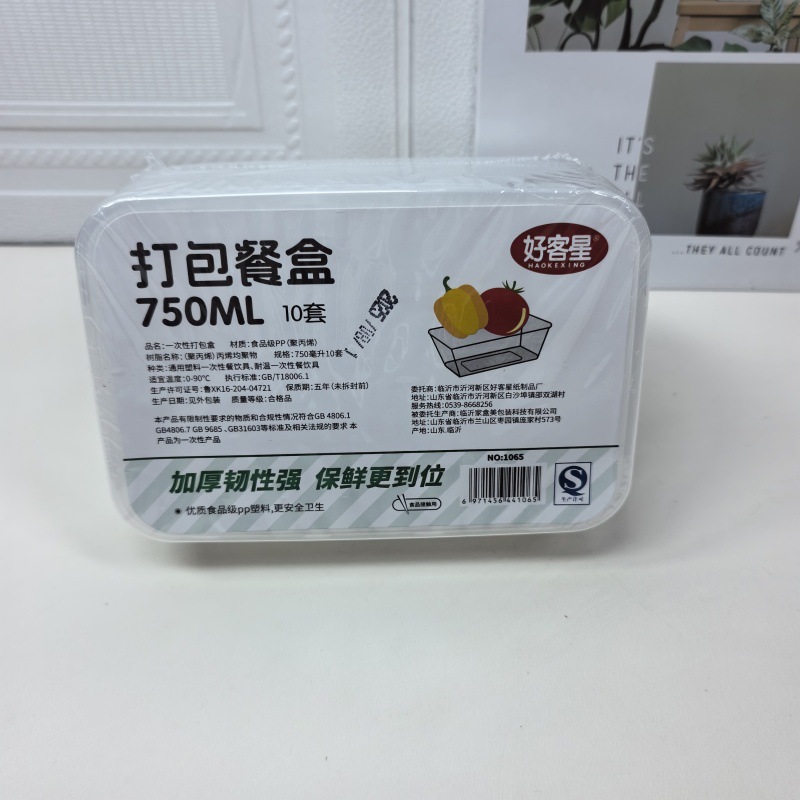 IT'S
THE
THEY ALL COUNT
好客星®
HAOKEXING
打包餐盒
750ML 10套
品名:一次性打包盒 材质:食品级PP(聚丙烯)
树脂名称:(聚丙烯)丙烯均聚物 规格:750毫升10套
种类:通用塑料一次性餐饮具、耐温一次性餐饮具
适宜温度:0-90℃ 执行标准:GB/T18006.1
生产许可证号:鲁XK16-204-04721 保质期:五年(未拆封前)
生产日期:见外包装 质量等级:合格品
本产品有限制性要求的物质和合规性情况符合GB 4806.1
GB4806.7 GB 9685、GB31603等标准及相关法规的要求 本
产品为一次性产品
委托商:临沂市沂河新区好客星纸制品厂
地址:山东省临沂市沂河新区白沙埠镇邵双湖村
服务热线:0539-8668256
被委托生产商:临沂家盒美包装科技有限公司
地址:山东省临沂市兰山区枣园镇庞家村573号
产地:山东.临沂
NO:1065
加厚韧性强 保鲜更到位
优质食品级pp塑料,更安全卫生
食品接触用
6 971456 441065
生产许可